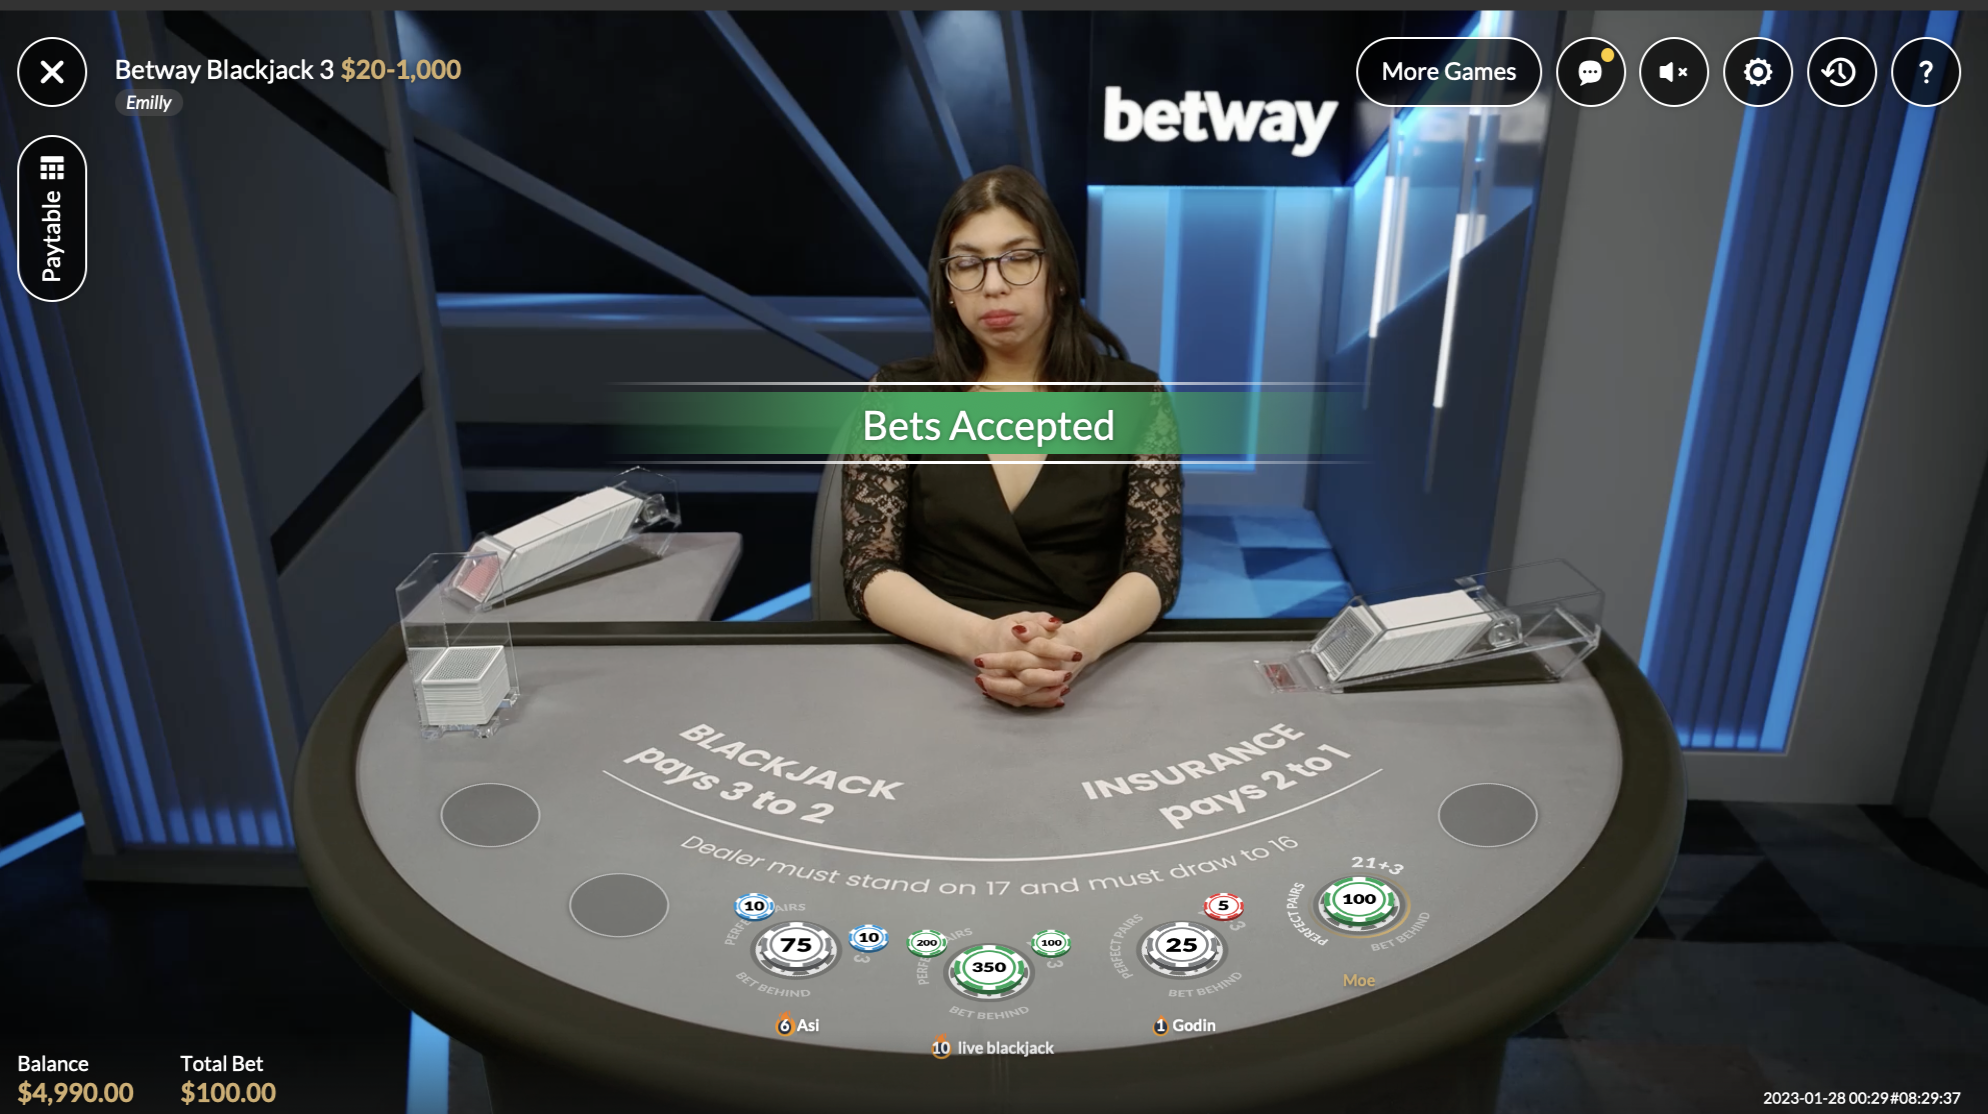 Betway Blackjack 3 $20-1,000
Emilly
More Games
?
betway
Paytable
Bets Accepted
BLACKJACK
pays 3 to 2
INSURANCE
pays 2 to 1
Dealer must stand on 17 and must draw to 16
10
75
10
BET BEHIND
6 Asi
200
350
100
BET BEHIND
10 live blackjack
PERFECT PAIRS
5
25
BET BEHIND
1 Godin
21+3
PERFECT PAIRS
100
BET BEHIND
Moe
Balance
$4,990.00
Total Bet
$100.00
2023-01-28 00:29#08:29:37